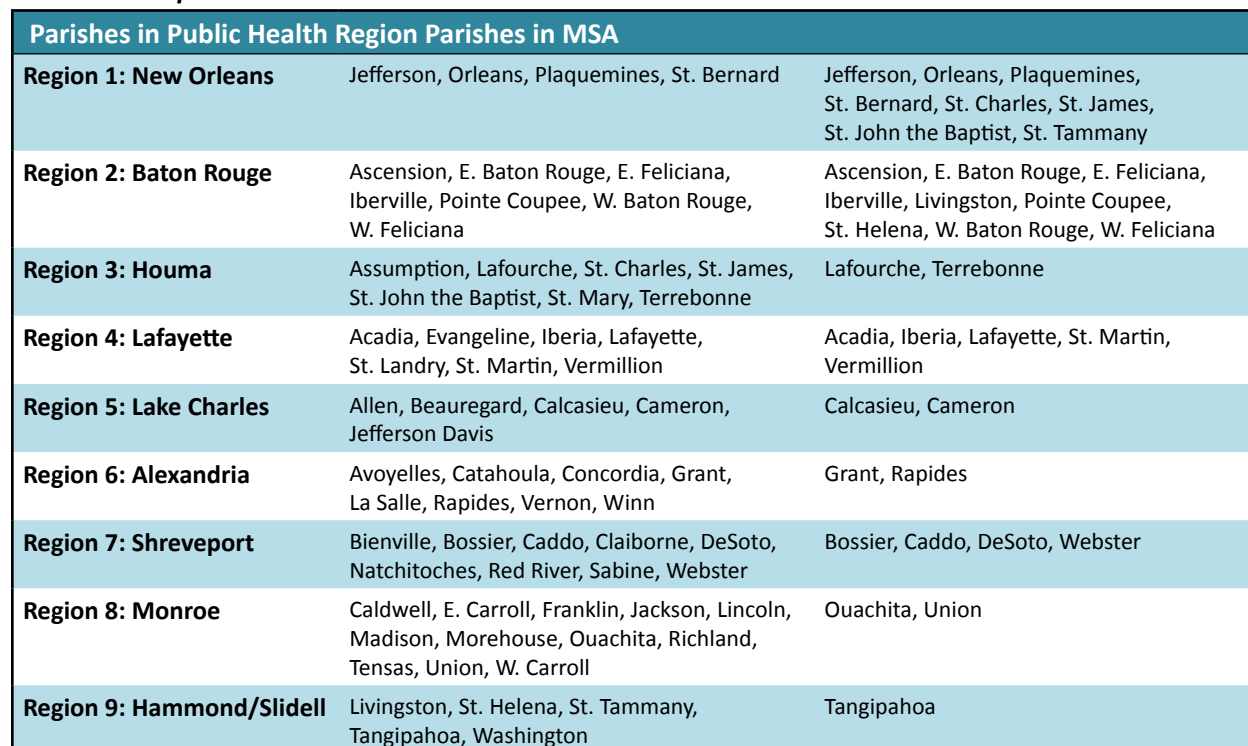 Parishes in Public Health Region Parishes in MSA
Region 1: New Orleans Jefferson, Orleans, Plaquemines, St. Bernard Jefferson, Orleans, Plaquemines,
St. Bernard, St. Charles, St. James,
St. John the Baptist, St. Tammany
Region 2: Baton Rouge Ascension, E. Baton Rouge, E. Feliciana, Ascension, E. Baton Rouge, E. Feliciana,
Iberville, Pointe Coupee, W. Baton Rouge, Iberville, Livingston, Pointe Coupee,
W. Feliciana St. Helena, W. Baton Rouge, W. Feliciana
Region 3: Houma Assumption, Lafourche, St. Charles, St. James, Lafourche, Terrebonne
St. John the Baptist, St. Mary, Terrebonne
Region 4: Lafayette Acadia, Evangeline, Iberia, Lafayette, Acadia, Iberia, Lafayette, St. Martin,
St. Landry, St. Martin, Vermillion Vermillion
Region 5: Lake Charles Allen, Beauregard, Calcasieu, Cameron, Calcasieu, Cameron
Jefferson Davis
Region 6: Alexandria Avoyelles, Catahoula, Concordia, Grant, Grant, Rapides
La Salle, Rapides, Vernon, Winn
Region 7: Shreveport Bienville, Bossier, Caddo, Claiborne, DeSoto, Bossier, Caddo, DeSoto, Webster
Natchitoches, Red River, Sabine, Webster
Region 8: Monroe Caldwell, E. Carroll, Franklin, Jackson, Lincoln, Ouachita, Union
Madison, Morehouse, Ouachita, Richland,
Tensas, Union, W. Carroll
Region 9: Hammond/Slidell Livingston, St. Helena, St. Tammany, Tangipahoa
Tangipahoa, Washington